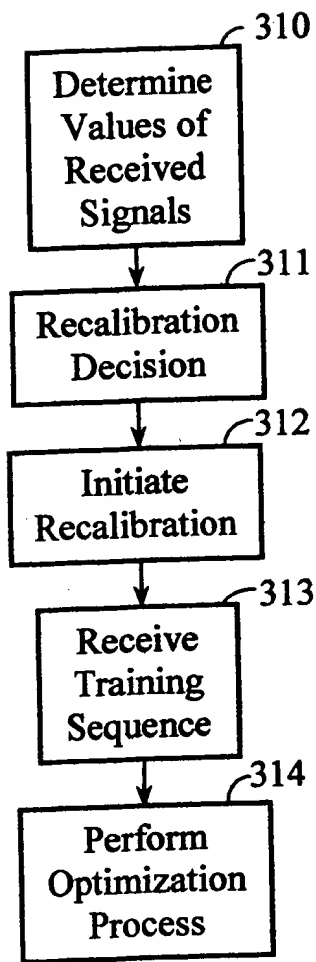 310
Determine
Values of
Received
Signals
311
Recalibration
Decision
312
Initiate
Recalibration
313
Receive
Training
Sequence
314
Perform
Optimization
Process